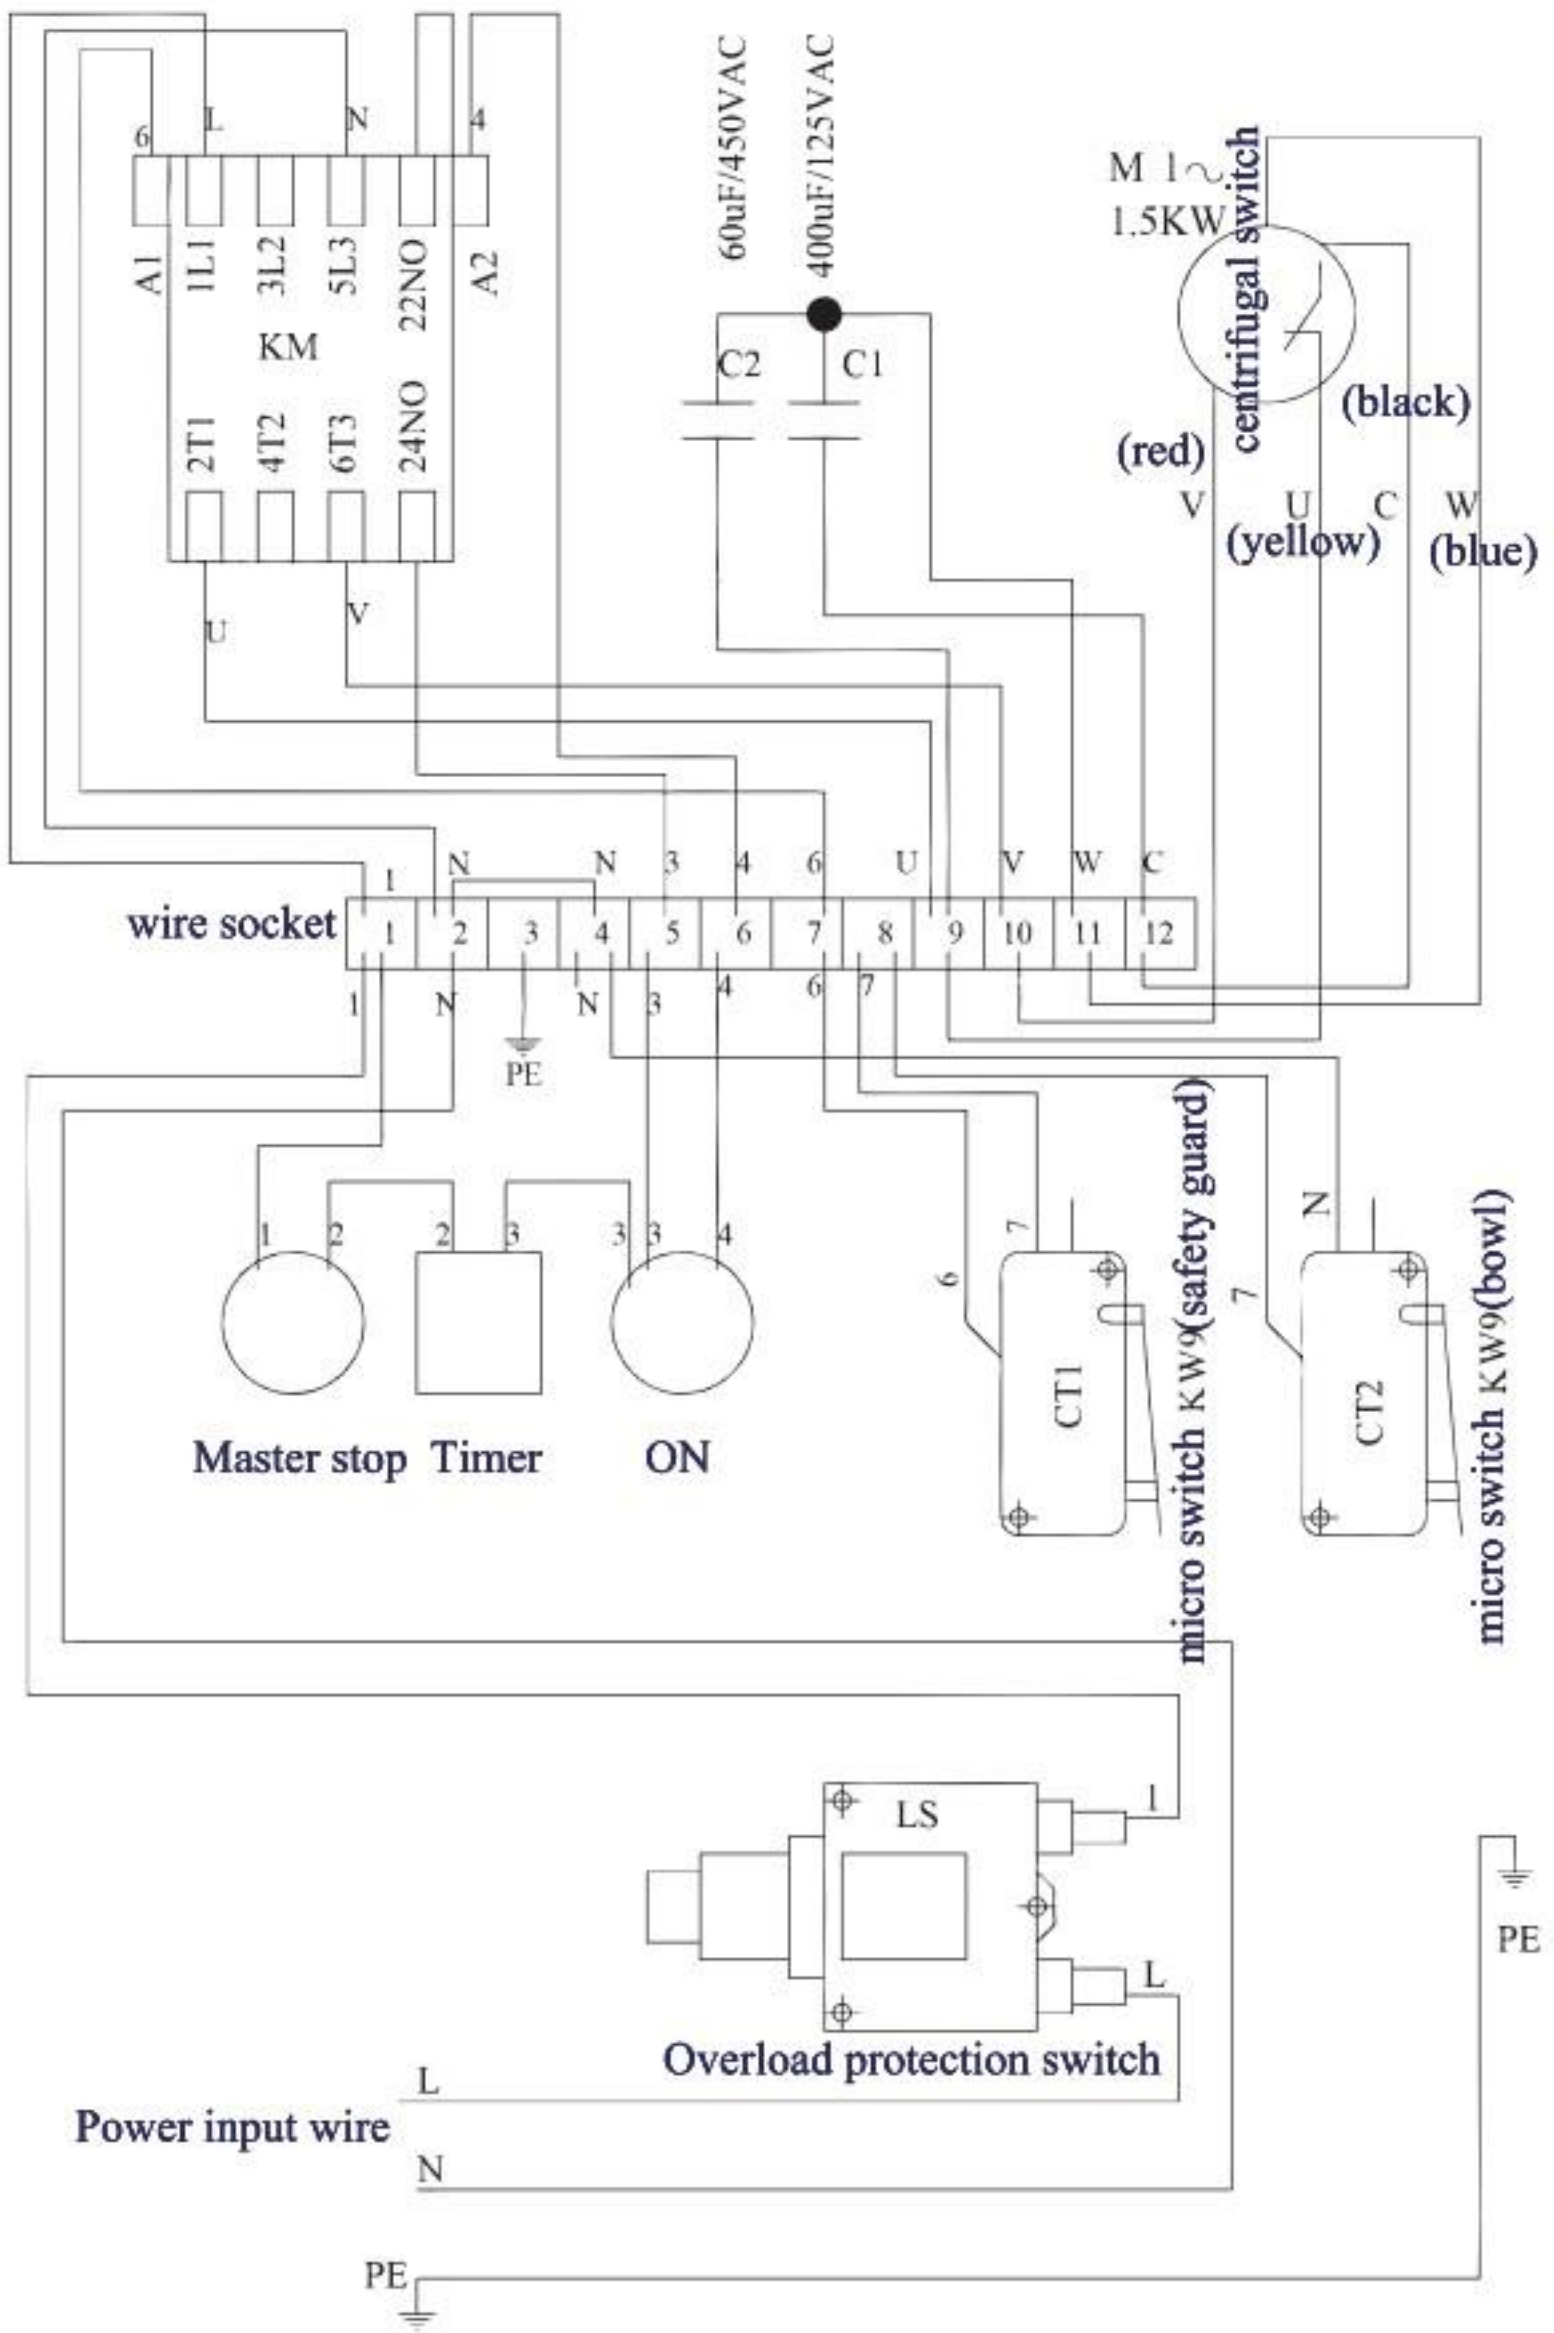 6
L
N
4
60uF/450VAC
400uF/125VAC
M 1~
1.5KW
centrifugal switch
A1
1L1
3L2
5L3
22NO
A2
KM
C2
C1
2T1
4T2
6T3
24NO
(black)
(red)
V
U
C
W
(yellow)
(blue)
U
V
1
N
N
3
4
6
U
V
W
C
wire socket
1
2
3
4
5
6
7
8
9
10
11
12
1
N
N
3
4
6
7
PE
1
2
2
3
3
3
4
6
7
7
N
CT1
micro switch KW9(safety guard)
CT2
micro switch KW9(bowl)
Master stop
Timer
ON
LS
1
L
Overload protection switch
PE
L
Power input wire
N
PE